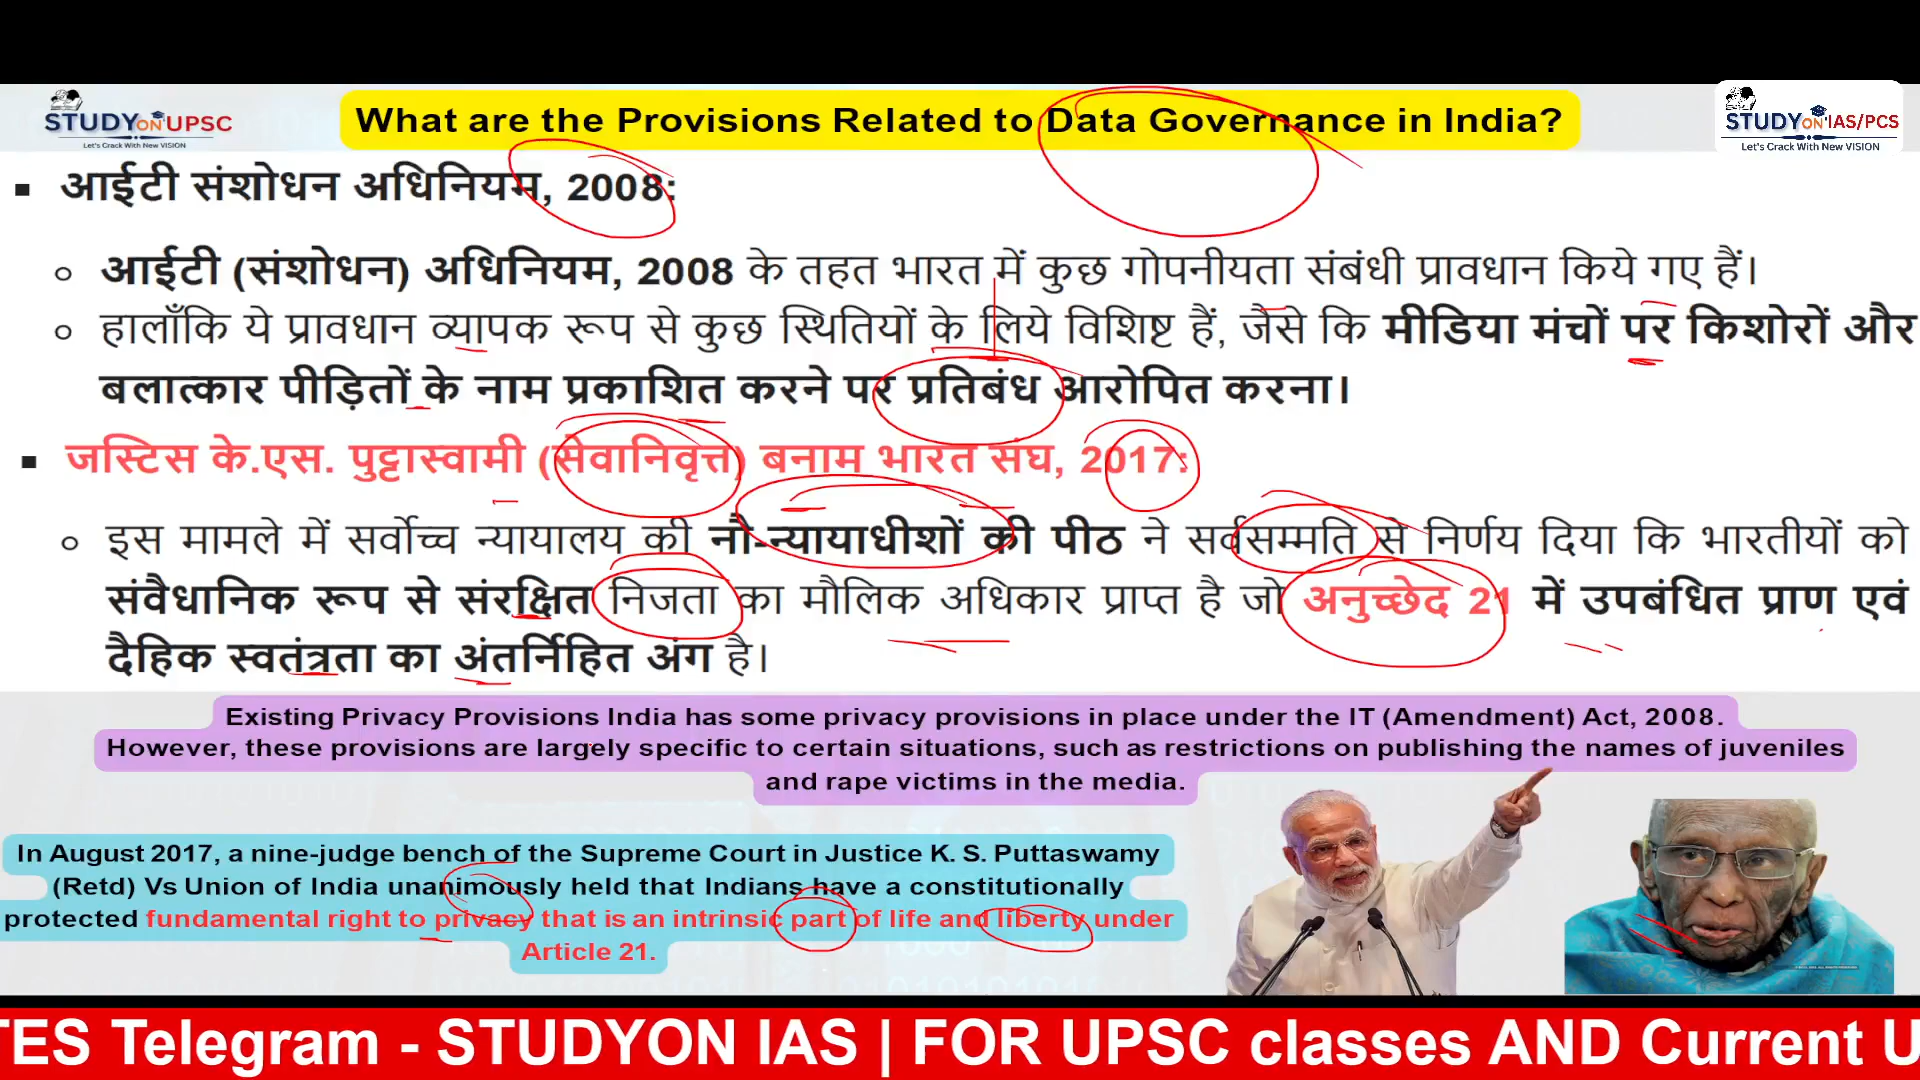 STUDY ON UPSC
Let's Crack With New VISION
What are the Provisions Related to Data Governance in India?
STUDY ON IAS/PCS
Let's Crack With New VISION
▪ आईटी संशोधन अधिनियम, 2008:
○ आईटी (संशोधन) अधिनियम, 2008 के तहत भारत में कुछ गोपनीयता संबंधी प्रावधान किये गए हैं।
○ हालाँकि ये प्रावधान व्यापक रूप से कुछ स्थितियों के लिये विशिष्ट हैं, जैसे कि मीडिया मंचों पर किशोरों और
बलात्कार पीड़ितों के नाम प्रकाशित करने पर प्रतिबंध आरोपित करना।
▪ जस्टिस के.एस. पुट्टास्वामी (सेवानिवृत्त) बनाम भारत संघ, 2017:
○ इस मामले में सर्वोच्च न्यायालय की नौ-न्यायाधीशों की पीठ ने सर्वसम्मति से निर्णय दिया कि भारतीयों को
संवैधानिक रूप से संरक्षित निजता का मौलिक अधिकार प्राप्त है जो अनुच्छेद 21 में उपबंधित प्राण एवं
दैहिक स्वतंत्रता का अंतर्निहित अंग है।
Existing Privacy Provisions India has some privacy provisions in place under the IT (Amendment) Act, 2008.
However, these provisions are largely specific to certain situations, such as restrictions on publishing the names of juveniles
and rape victims in the media.
In August 2017, a nine-judge bench of the Supreme Court in Justice K. S. Puttaswamy
(Retd) Vs Union of India unanimously held that Indians have a constitutionally
protected fundamental right to privacy that is an intrinsic part of life and liberty under
Article 21.
TES Telegram - STUDYON IAS | FOR UPSC classes AND Current U